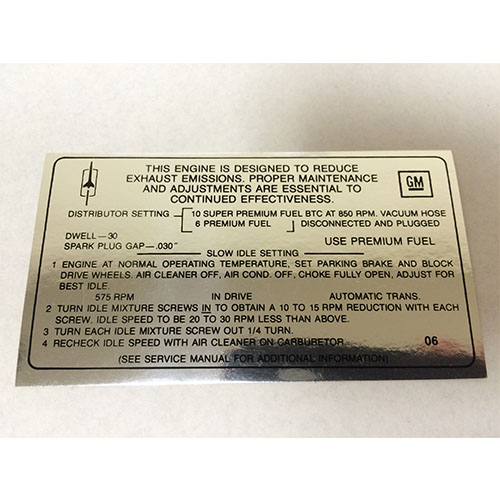 THIS ENGINE IS DESIGNED TO REDUCE
EXHAUST EMISSIONS. PROPER MAINTENANCE
AND ADJUSTMENTS ARE ESSENTIAL TO
CONTINUED EFFECTIVENESS.
GM
DISTRIBUTOR SETTING 10 SUPER PREMIUM FUEL BTC AT 850 RPM. VACUUM HOSE
6 PREMIUM FUEL DISCONNECTED AND PLUGGED
DWELL—30
SPARK PLUG GAP—.030" USE PREMIUM FUEL
SLOW IDLE SETTING
1 ENGINE AT NORMAL OPERATING TEMPERATURE, SET PARKING BRAKE AND BLOCK
DRIVE WHEELS. AIR CLEANER OFF, AIR COND. OFF, CHOKE FULLY OPEN, ADJUST FOR
BEST IDLE.
575 RPM IN DRIVE AUTOMATIC TRANS.
2 TURN IDLE MIXTURE SCREWS IN TO OBTAIN A 10 TO 15 RPM REDUCTION WITH EACH
SCREW. IDLE SPEED TO BE 20 TO 30 RPM LESS THAN ABOVE.
3 TURN EACH IDLE MIXTURE SCREW OUT 1/4 TURN.
4 RECHECK IDLE SPEED WITH AIR CLEANER ON CARBURETOR 06
(SEE SERVICE MANUAL FOR ADDITIONAL INFORMATION)